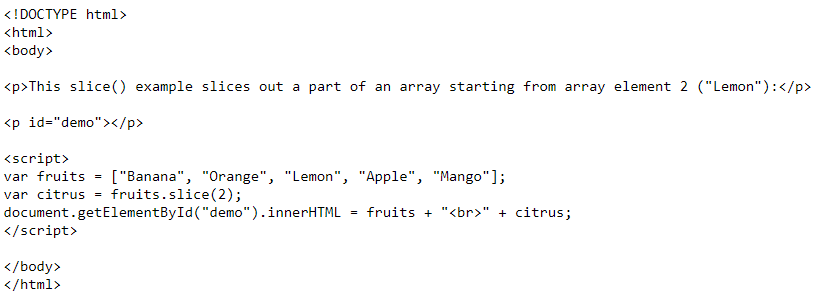 <!DOCTYPE html>
<html>
<body>
<p>This slice() example slices out a part of an array starting from array element 2 ("Lemon"):</p>
<p id="demo"></p>
<script>
var fruits = ["Banana", "Orange", "Lemon", "Apple", "Mango"];
var citrus = fruits.slice(2);
document.getElementById("demo").innerHTML = fruits + "<br>" + citrus;
</script>
</body>
</html>